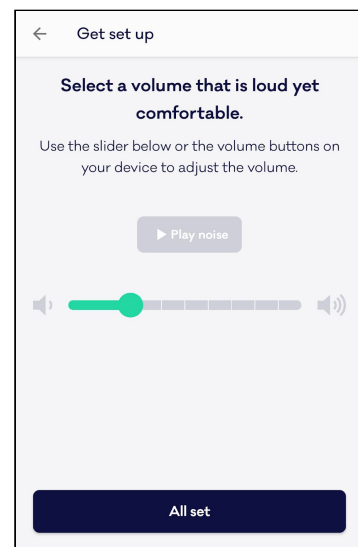 Get set up
Select a volume that is loud yet
comfortable.
Use the slider below or the volume buttons on
your device to adjust the volume.
Play noise
All set